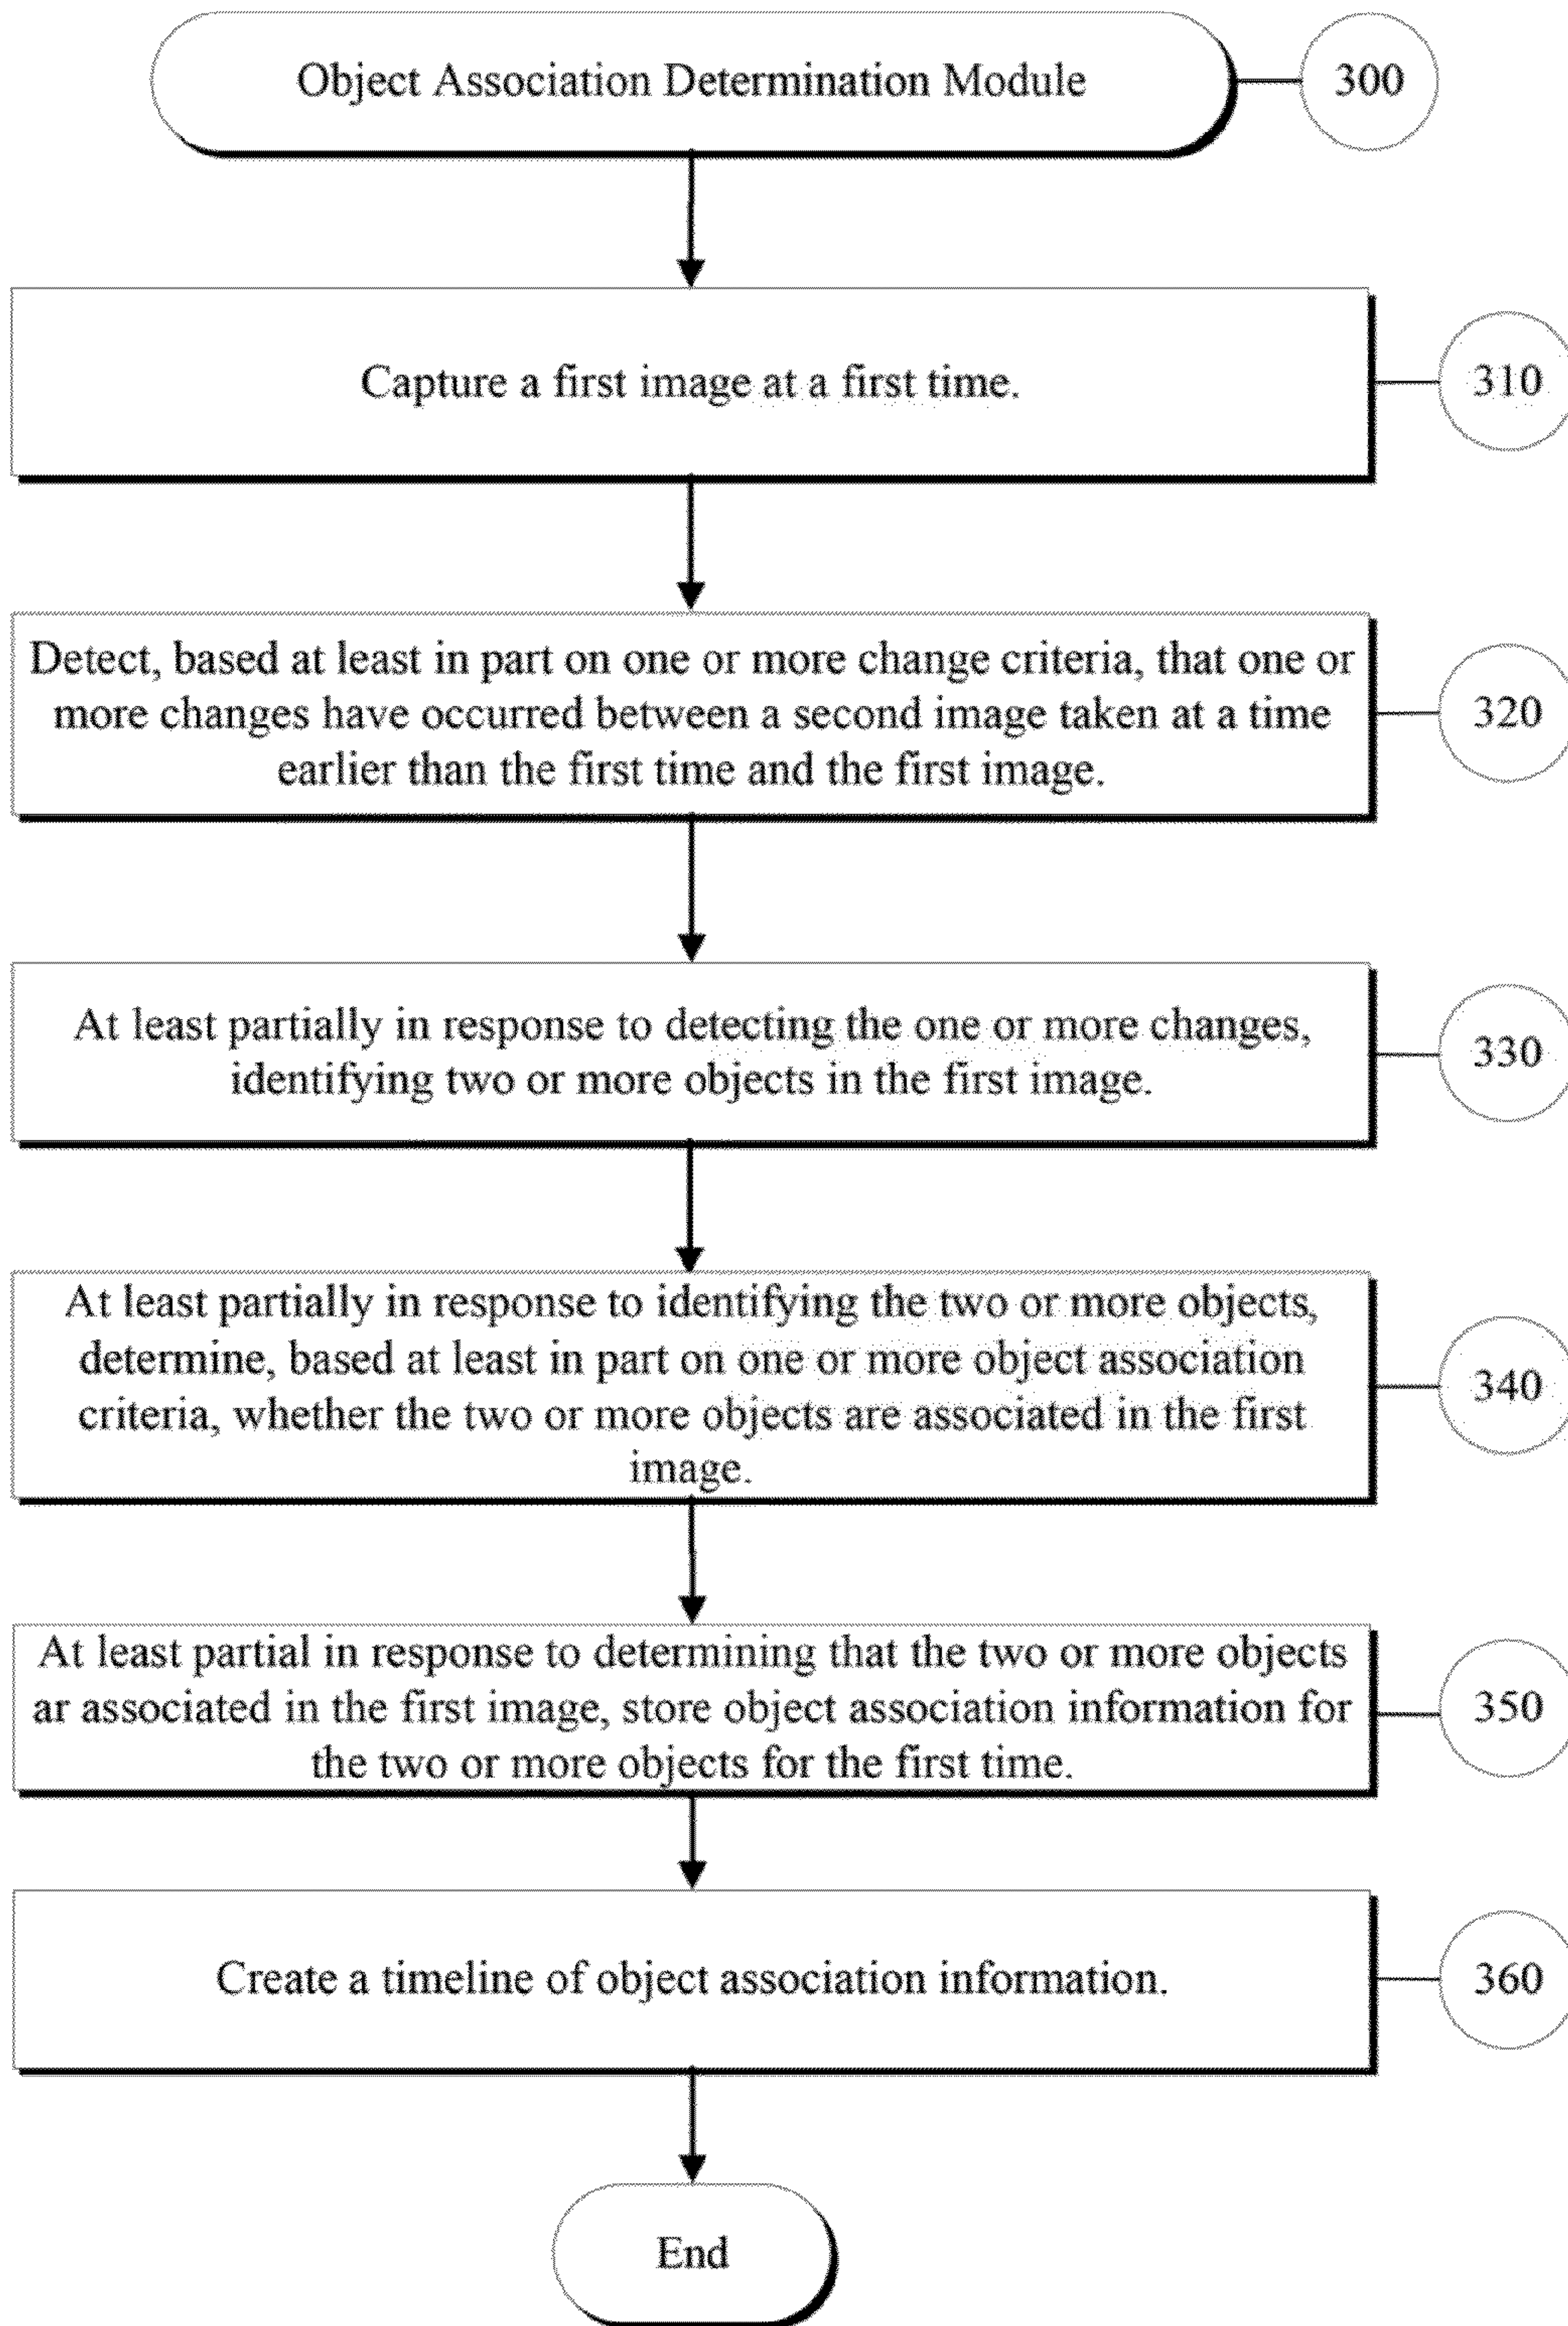 Object Association Determination Module
300
Capture a first image at a first time.
310
Detect, based at least in part on one or more change criteria, that one or
more changes have occurred between a second image taken at a time
earlier than the first time and the first image.
320
At least partially in response to detecting the one or more changes,
identifying two or more objects in the first image.
330
At least partially in response to identifying the two or more objects,
determine, based at least in part on one or more object association
criteria, whether the two or more objects are associated in the first
image.
340
At least partial in response to determining that the two or more objects
ar associated in the first image, store object association information for
the two or more objects for the first time.
350
Create a timeline of object association information.
360
End